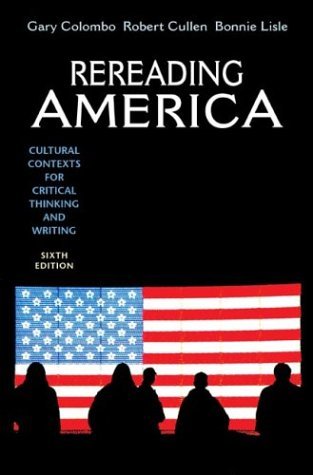 Gary Colombo Robert Cullen Bonnie Lisle
REREADING
AMERICA
CULTURAL
CONTEXTS
FOR
CRITICAL
THINKING
AND
WRITING
SIXTH
EDITION